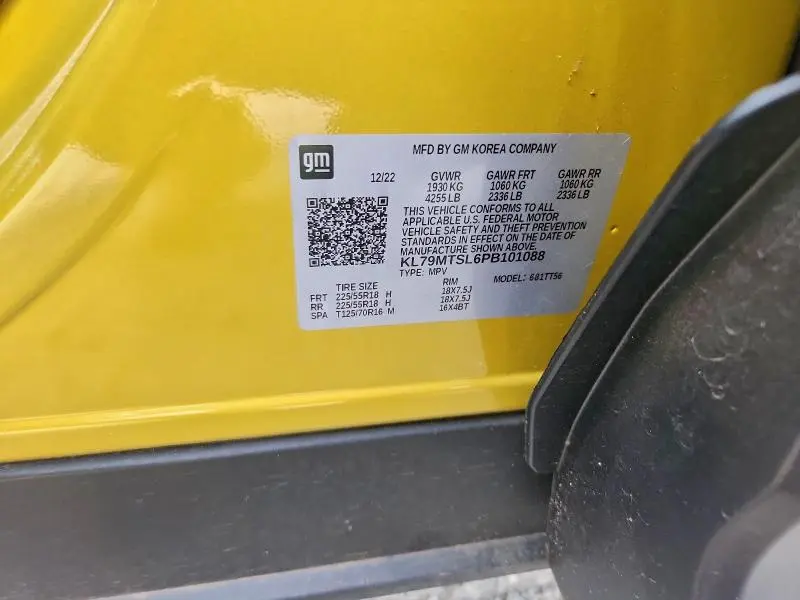 gm
MFD BY GM KOREA COMPANY
12/22 GVWR GAWR FRT GAWR RR
1930 KG 1060 KG 1060 KG
4255 LB 2336 LB 2336 LB
THIS VEHICLE CONFORMS TO ALL
APPLICABLE U.S. FEDERAL MOTOR
VEHICLE SAFETY AND THEFT PREVENTION
STANDARDS IN EFFECT ON THE DATE OF
MANUFACTURE SHOWN ABOVE.
KL79MTSL6PB101088
TYPE: MPV MODEL: 6B1TT56
TIRE SIZE RIM
FRT 225/55R18 H 18X7.5J
RR 225/55R18 H 18X7.5J
SPA T125/70R16 M 16X4BT